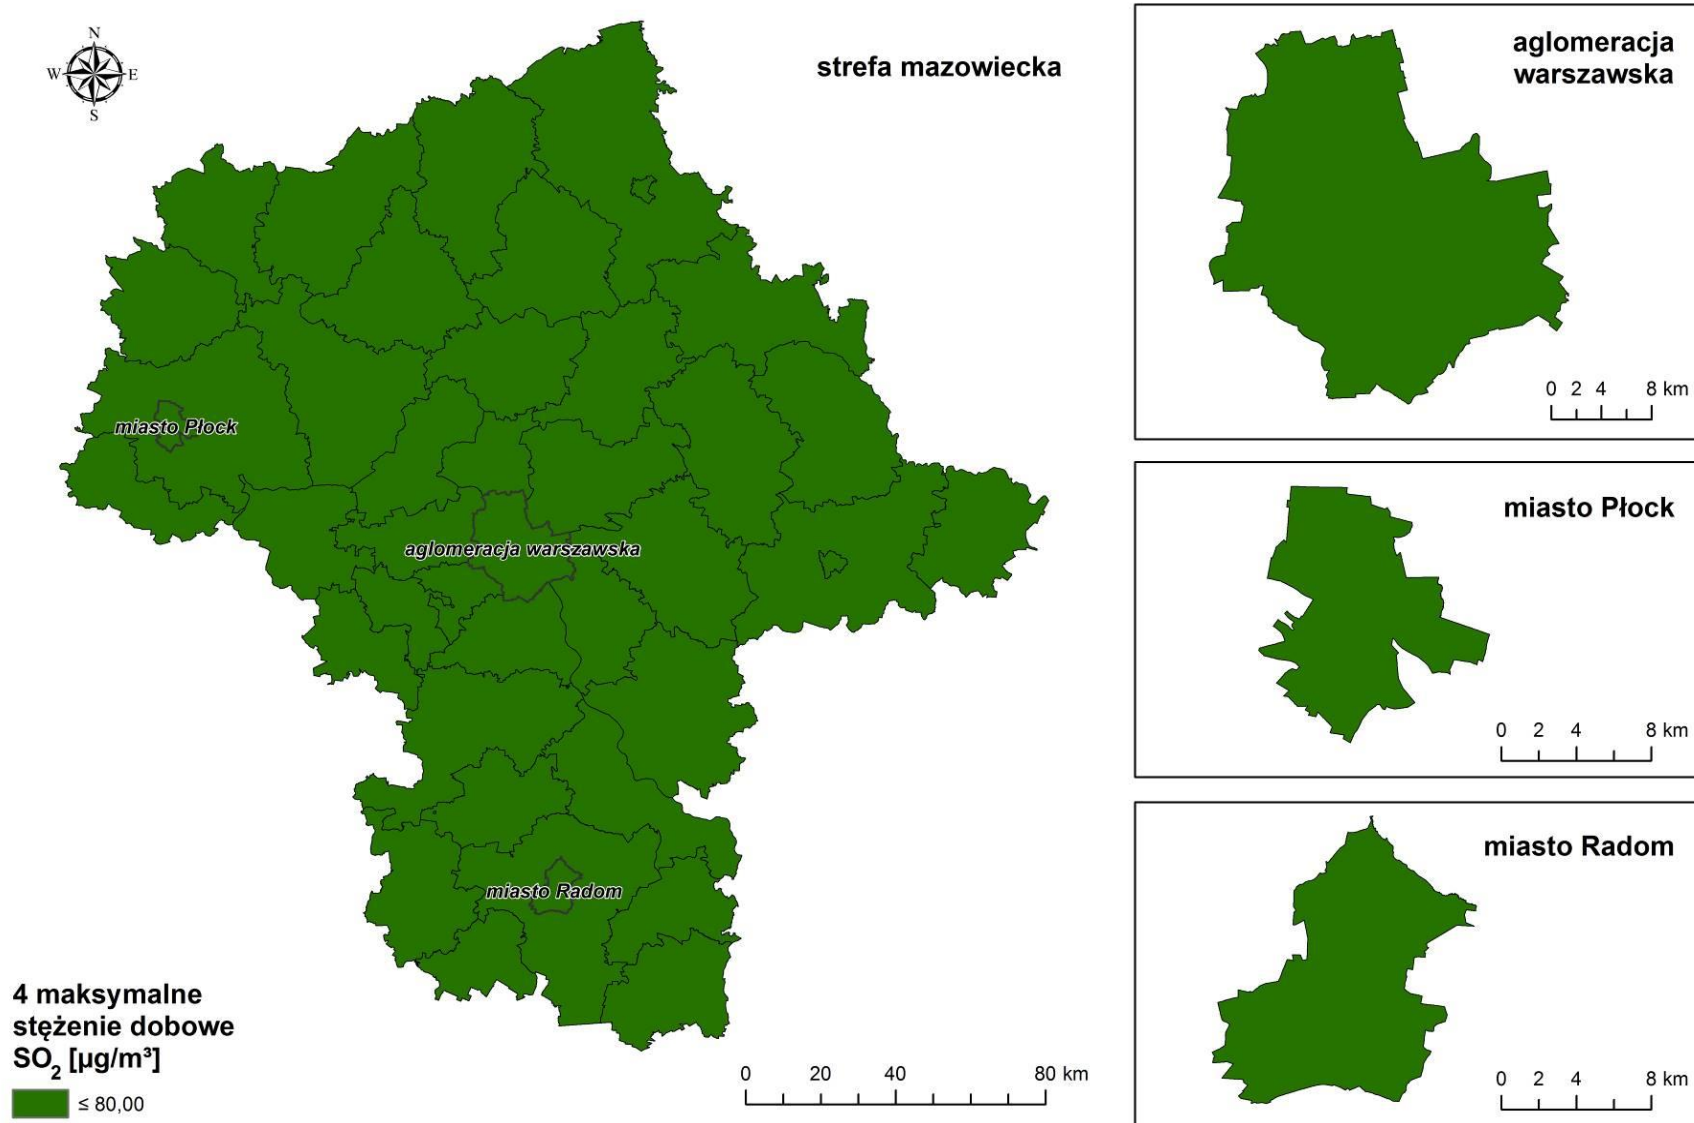 N
W E
S
strefa mazowiecka
miasto Płock
aglomeracja warszawska
miasto Radom
4 maksymalne
stężenie dobowe
SO₂ [µg/m³]
≤ 80,00
0 20 40 80 km
aglomeracja
warszawska
0 2 4 8 km
miasto Płock
0 2 4 8 km
miasto Radom
0 2 4 8 km